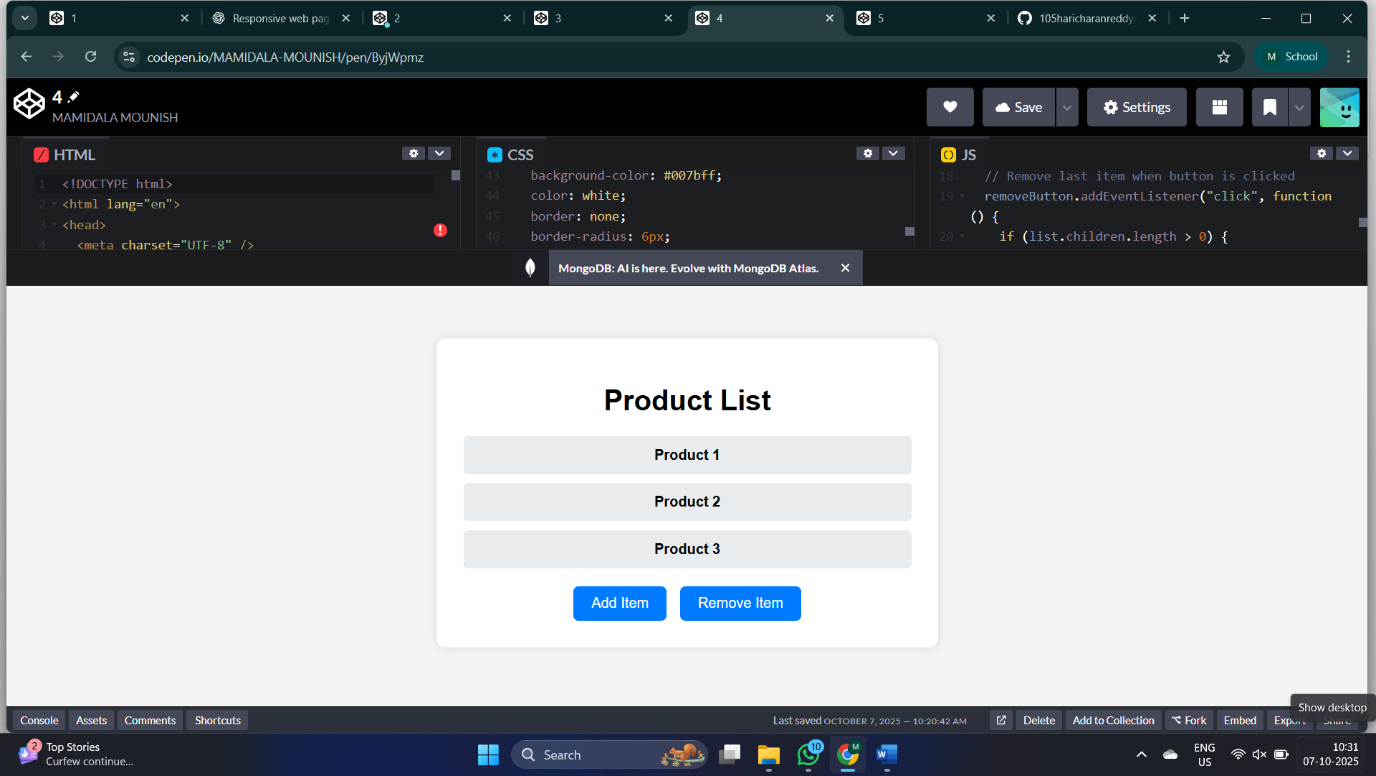 1
Responsive web pag
2
3
4
5
105haricharanreddy
codepen.io/MAMIDALA-MOUNISH/pen/ByjWpmz
M School
4
MAMIDALA MOUNISH
Save
Settings
HTML
1 <!DOCTYPE html>
2 <html lang="en">
3 <head>
4 <meta charset="UTF-8" />
CSS
43 background-color: #007bff;
44 color: white;
45 border: none;
46 border-radius: 6px;
JS
18 // Remove last item when button is clicked
19 removeButton.addEventListener("click", function
() {
20 if (list.children.length > 0) {
MongoDB: AI is here. Evolve with MongoDB Atlas.
Product List
Product 1
Product 2
Product 3
Add Item Remove Item
Console Assets Comments Shortcuts
Last saved OCTOBER 7, 2025 — 10:20:42 AM
Delete Add to Collection Fork Embed Export Share
Show desktop
2
Top Stories
Curfew continue...
Search
10
M
W
ENG
US
10:31
07-10-2025